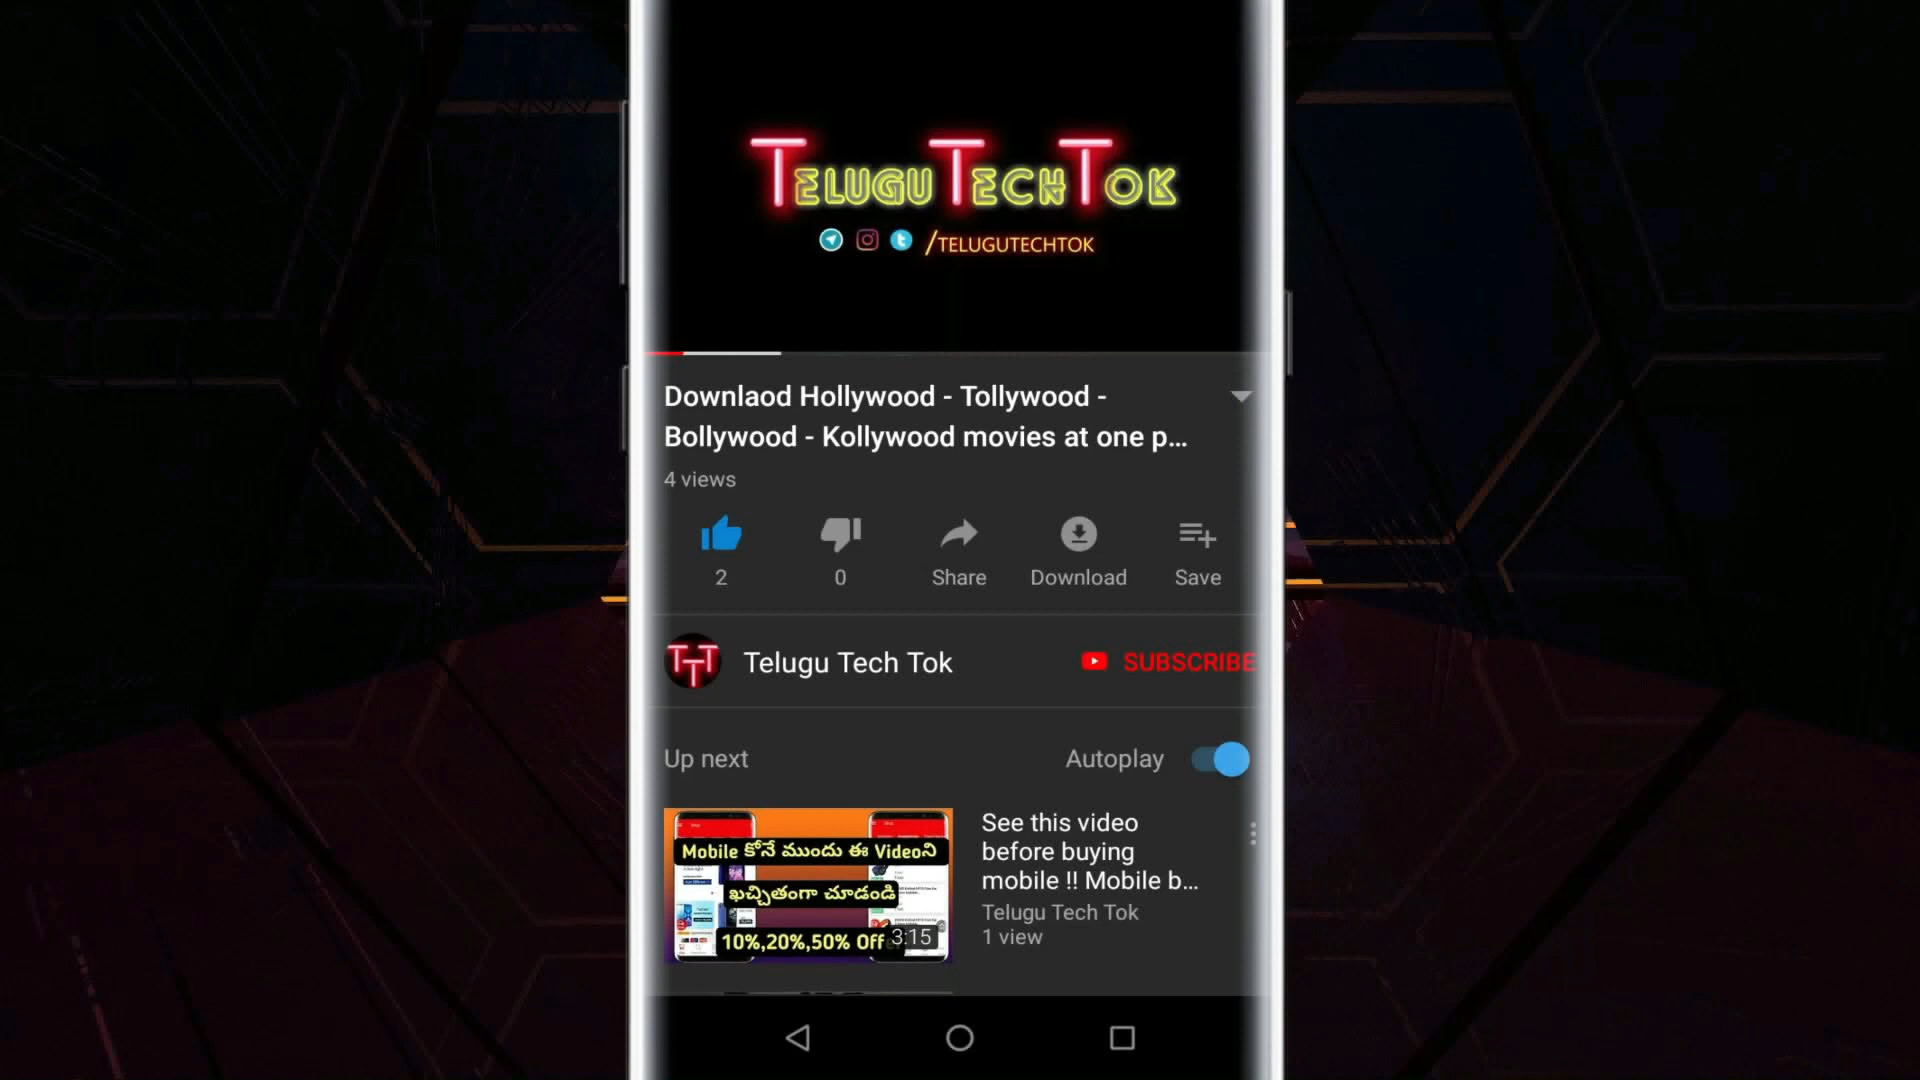 TELUGU TECH TOK
/TELUGUTECHTOK
Downlaod Hollywood - Tollywood -
Bollywood - Kollywood movies at one p...
4 views
2
0
Share
Download
Save
Telugu Tech Tok
SUBSCRIBE
Up next
Autoplay
Mobile కోనే ముందు ఈ Videoని
ఖచ్చితంగా చూడండి
10%,20%,50% Off
3:15
See this video
before buying
mobile !! Mobile b...
Telugu Tech Tok
1 view